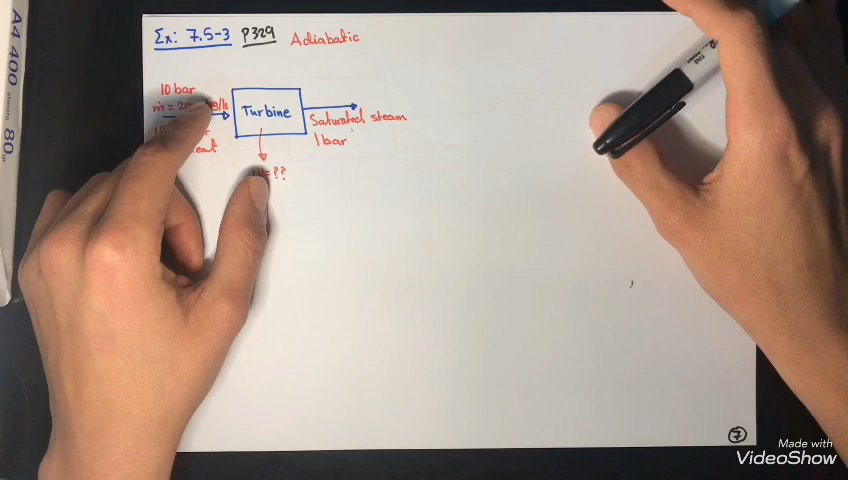 Σx: 7.5-3 P329 Adiabatic
10 bar
Turbine
Saturated steam
1 bar
=??
7
A4 400 sheets 80
Made with
VideoShow